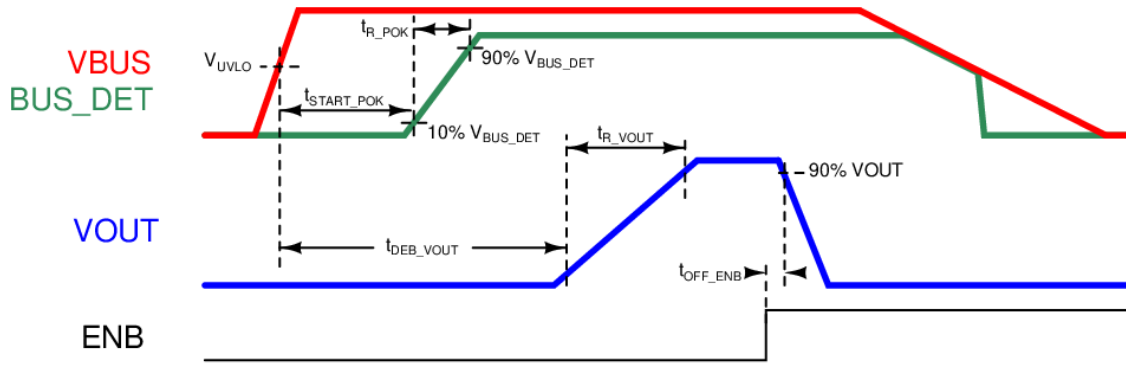 t_R_POK
V_UVLO
90% V_BUS_DET
VBUS
BUS_DET
t_START_POK
10% V_BUS_DET
t_R_VOUT
90% VOUT
VOUT
t_DEB_VOUT
t_OFF_ENB
ENB